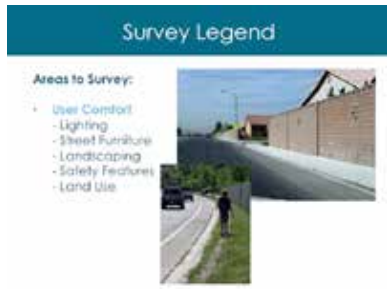 Survey Legend
Areas to Survey:
• User Comfort
- Lighting
- Street Furniture
- Landscaping
- Safety Features
- Land Use